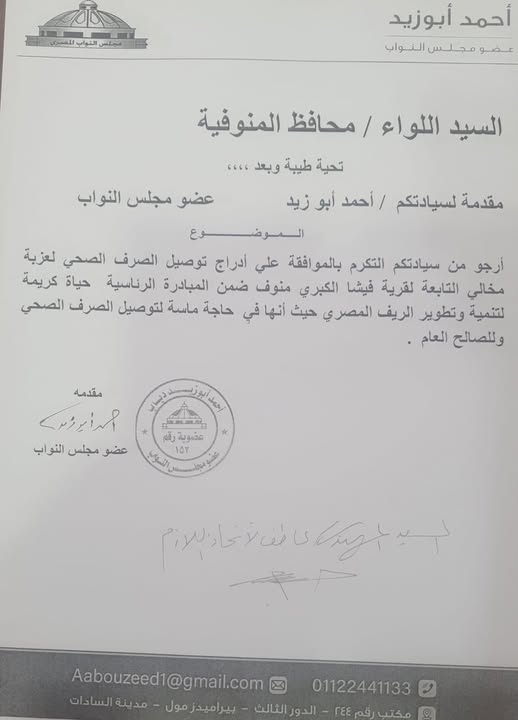 أحمد أبوزيد
عضو مجلس النواب
مجلس النواب المصري
السيد اللواء / محافظ المنوفية
تحية طيبة وبعد ،،،،
مقدمة لسيادتكم / أحمد أبو زيد عضو مجلس النواب
الموضوع
أرجو من سيادتكم التكرم بالموافقة علي أدراج توصيل الصرف الصحي لعزبة
مخالي التابعة لقرية فيشا الكبري منوف ضمن المبادرة الرئاسية حياة كريمة
لتنمية وتطوير الريف المصري حيث أنها في حاجة ماسة لتوصيل الصرف الصحي
وللصالح العام .
مقدمه
أحمد أبوزيد
عضو مجلس النواب
أحمد أبوزيد دياب
عضوية رقم
١٥٢
عضو مجلس النواب
السيد المهندس عاطف لاتخاذ اللازم
01122441133 Aabouzeed1@gmail.com
مكتب رقم ٢٤٤ - الدور الثالث - بيراميدز مول - مدينة السادات